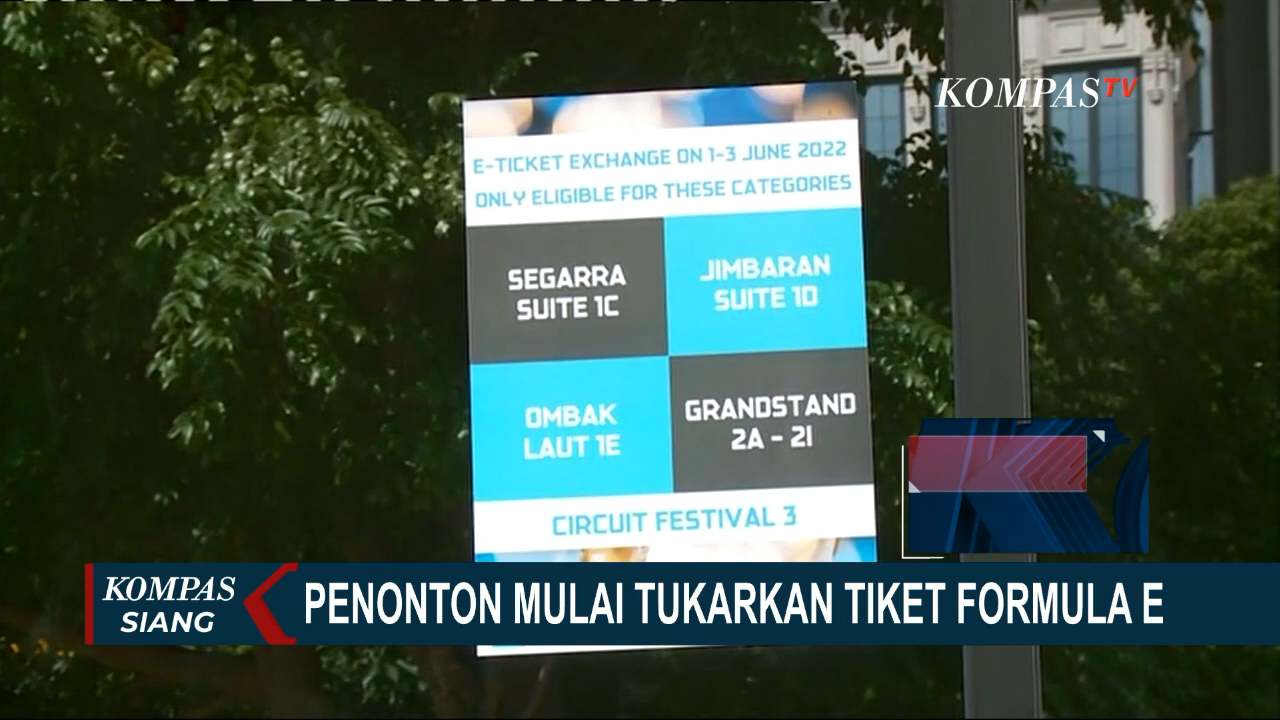 KOMPASTV
E-TICKET EXCHANGE ON 1-3 JUNE 2022
ONLY ELIGIBLE FOR THESE CATEGORIES
SEGARRA
SUITE 1C
JIMBARAN
SUITE 1D
OMBAK
LAUT 1E
GRANDSTAND
2A - 2I
CIRCUIT FESTIVAL 3
KOMPAS
SIANG
PENONTON MULAI TUKARKAN TIKET FORMULA E